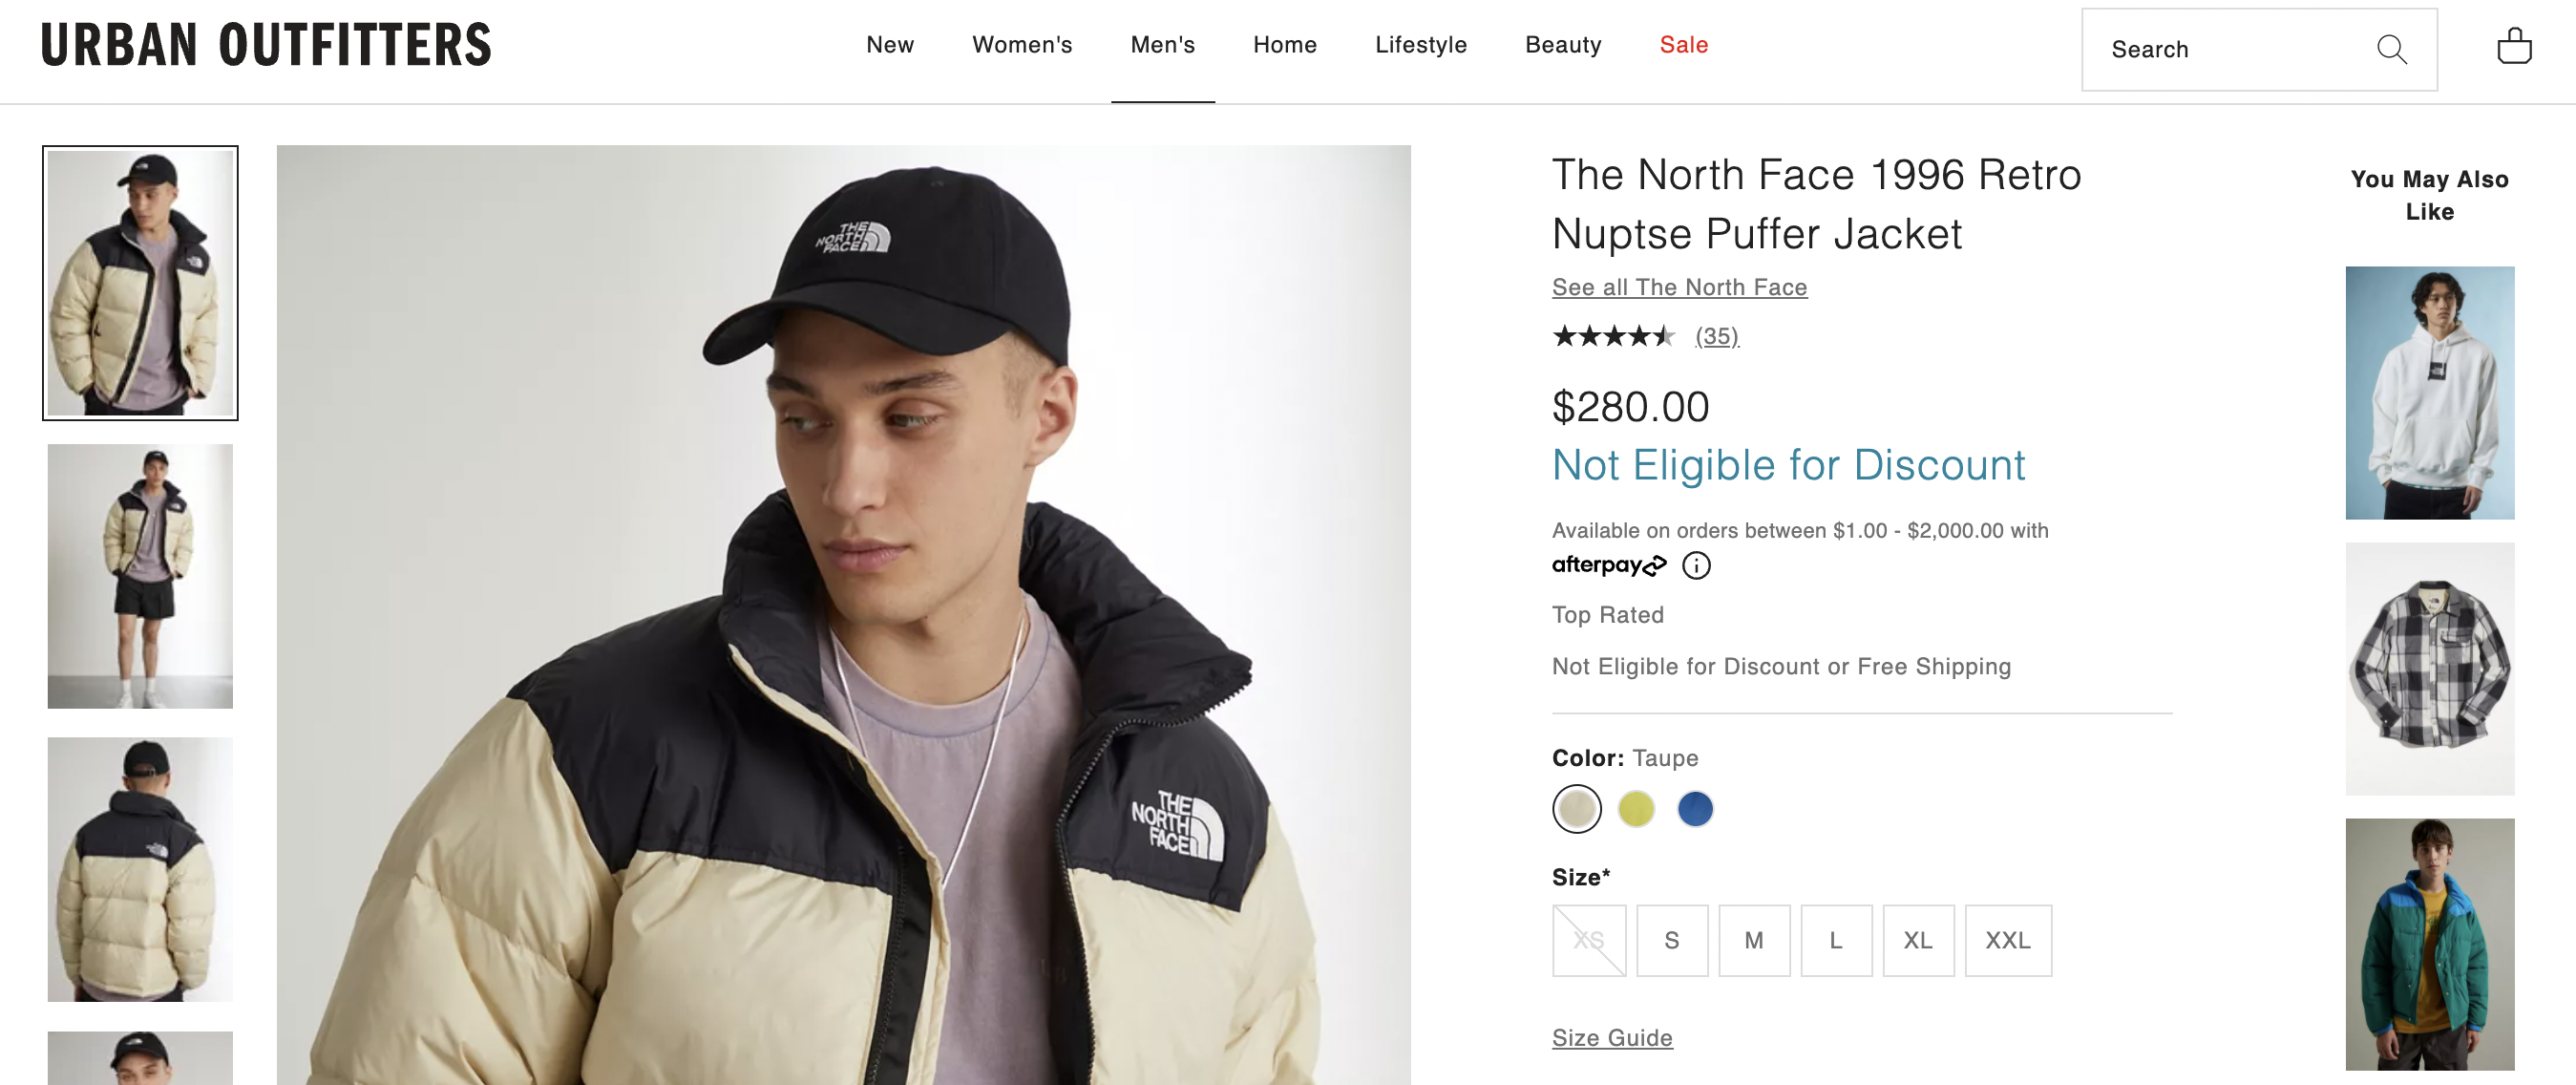 URBAN OUTFITTERS
New
Women's
Men's
Home
Lifestyle
Beauty
Sale
Search
THE
NORTH
FACE
THE
NORTH
FACE
The North Face 1996 Retro
Nuptse Puffer Jacket
See all The North Face
(35)
$280.00
Not Eligible for Discount
Available on orders between $1.00 - $2,000.00 with
afterpay
Top Rated
Not Eligible for Discount or Free Shipping
Color: Taupe
Size*
XS
S
M
L
XL
XXL
Size Guide
You May Also
Like